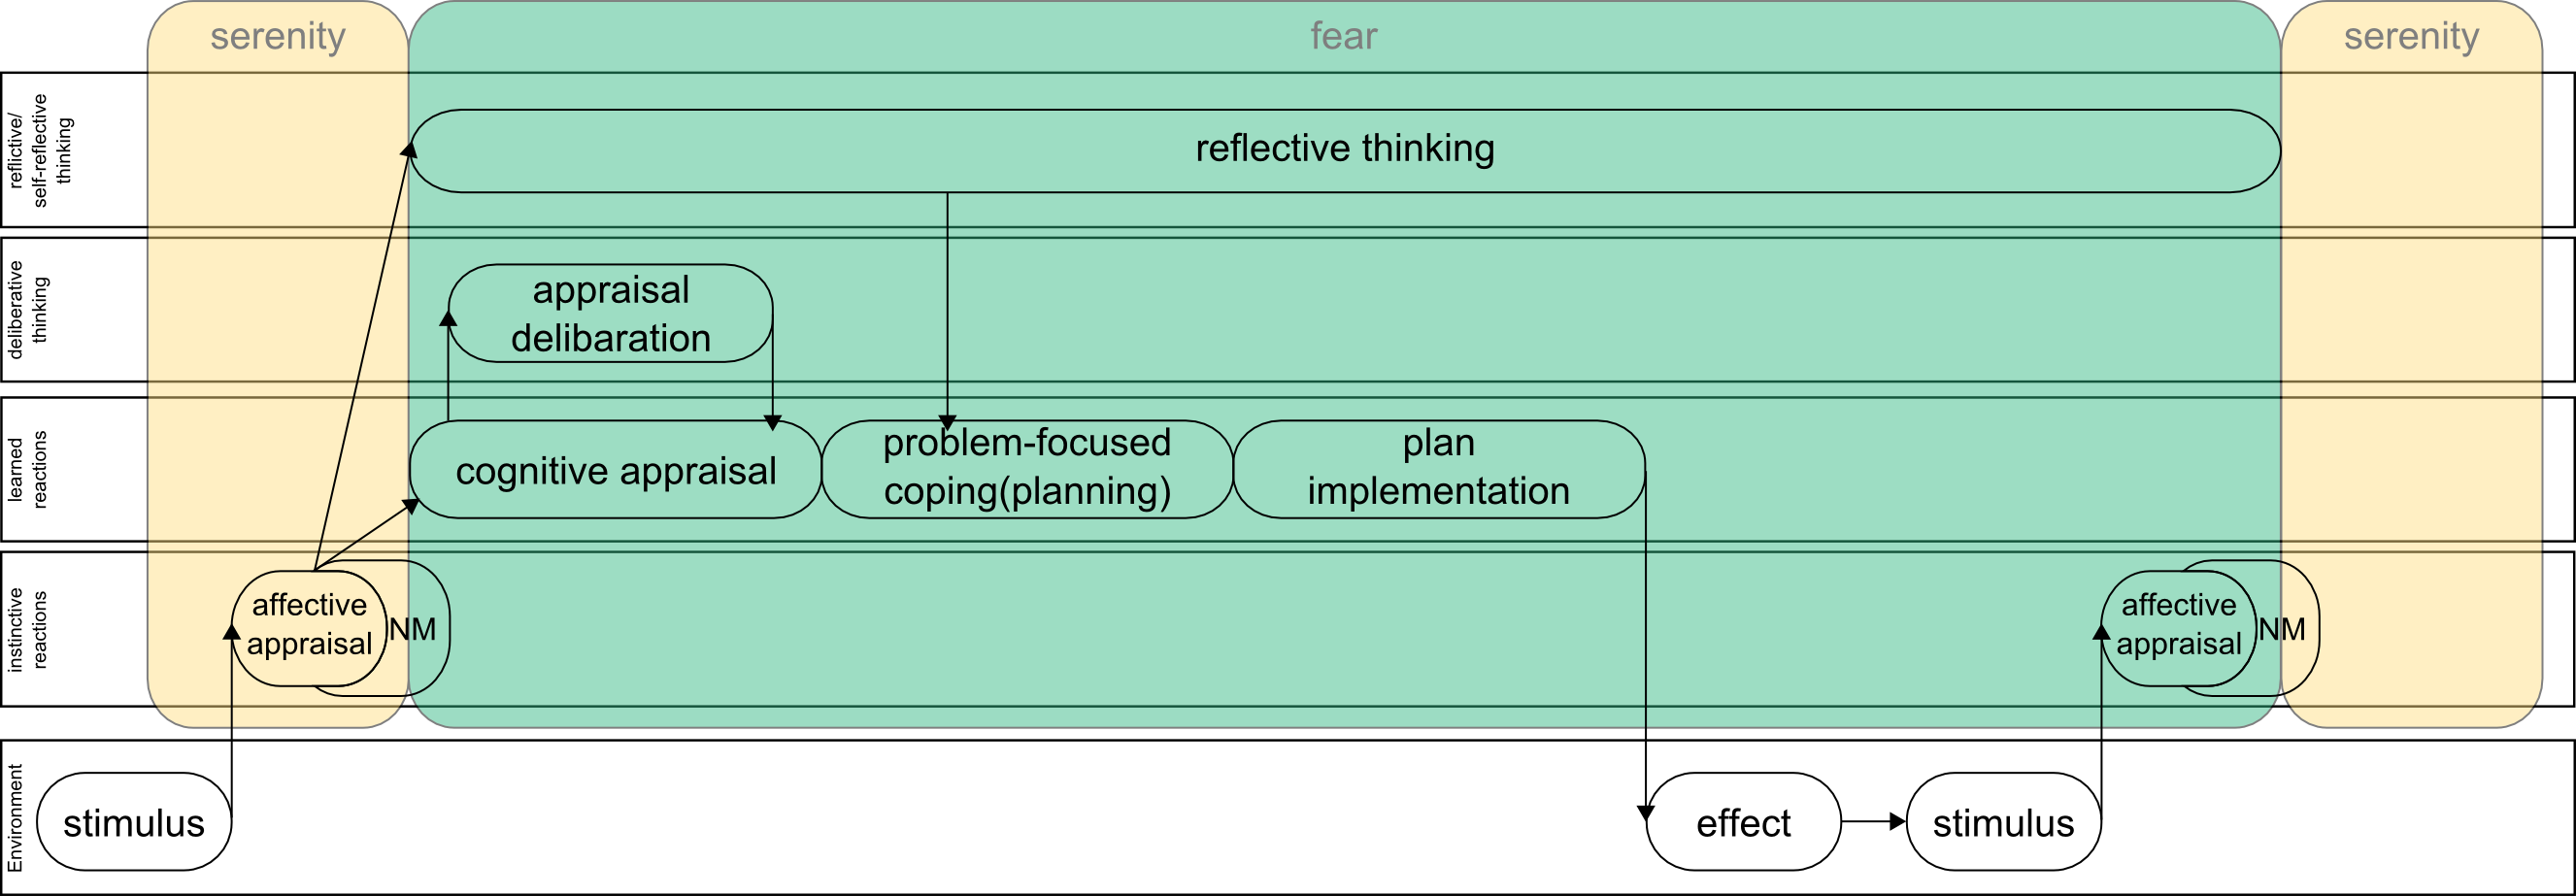 serenity
fear
serenity
reflictive/
self-reflective
thinking
reflective thinking
deliberative
thinking
appraisal
delibaration
learned
reactions
cognitive appraisal
problem-focused
coping(planning)
plan
implementation
instinctive
reactions
affective
appraisal
NM
affective
appraisal
NM
Environment
stimulus
effect
stimulus